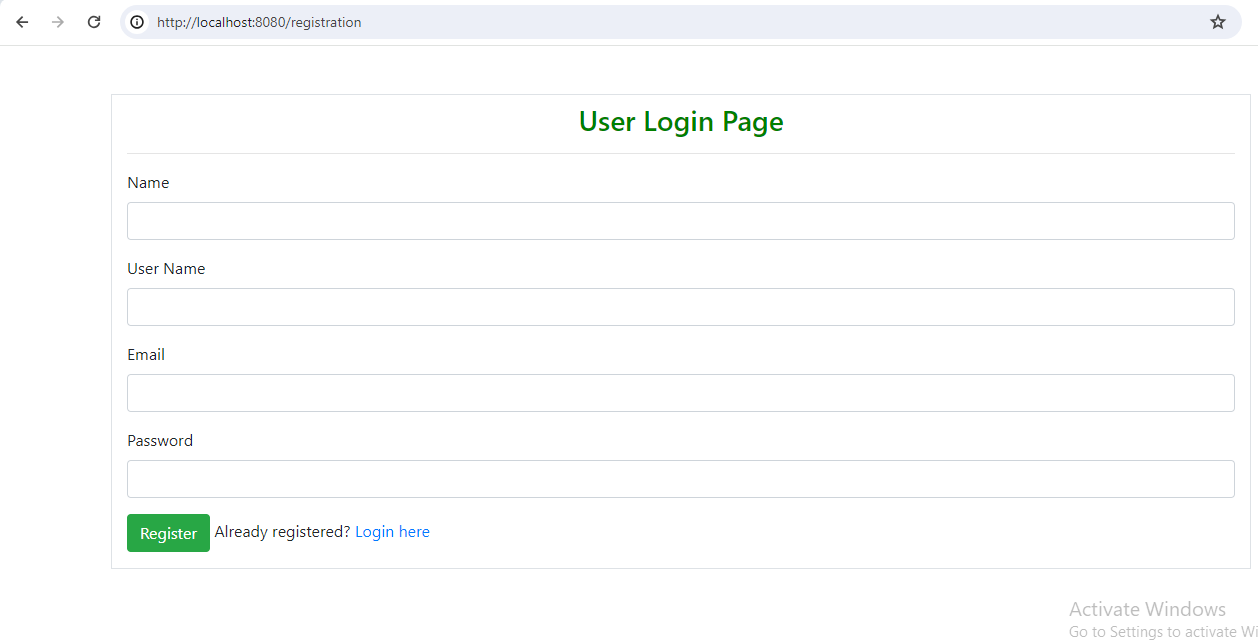 http://localhost:8080/registration
User Login Page
Name
User Name
Email
Password
Register Already registered? Login here
Activate Windows
Go to Settings to activate Wi